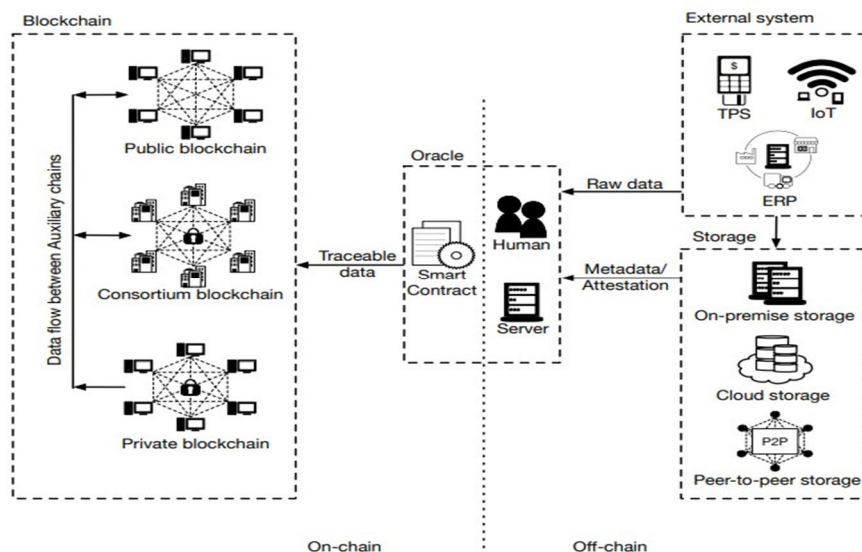 Blockchain
External system
$
TPS
IoT
Public blockchain
Oracle
Raw data
ERP
Human
Storage
Data flow between Auxiliary chains
Traceable
data
Smart
Contract
Metadata/
Attestation
Consortium blockchain
Server
On-premise storage
Cloud storage
Private blockchain
P2P
Peer-to-peer storage
On-chain
Off-chain